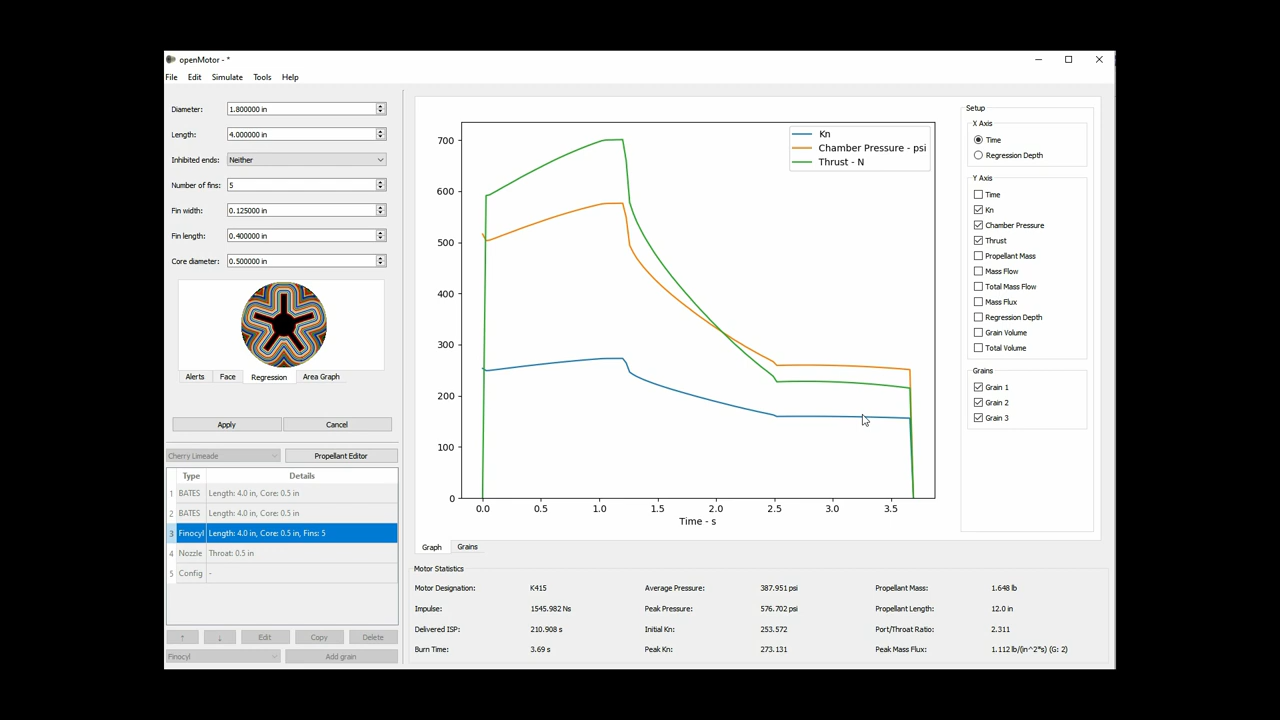 openMotor - *
File Edit Simulate Tools Help
Diameter: 1.800000 in
Length: 4.000000 in
Inhibited ends: Neither
Number of fins: 5
Fin width: 0.125000 in
Fin length: 0.400000 in
Core diameter: 0.500000 in
Alerts Face Regression Area Graph
Apply Cancel
Cherry Limeade Propellant Editor
Type Details
1 BATES Length: 4.0 in, Core: 0.5 in
2 BATES Length: 4.0 in, Core: 0.5 in
3 Finocyl Length: 4.0 in, Core: 0.5 in, Fins: 5
4 Nozzle Throat: 0.5 in
5 Config -
↑ ↓ Edit Copy Delete
Finocyl Add grain
Kn
Chamber Pressure - psi
Thrust - N
700
600
500
400
300
200
100
0
0.0 0.5 1.0 1.5 2.0 2.5 3.0 3.5
Time - s
Graph Grains
Setup
X Axis
Time
Regression Depth
Y Axis
Time
Kn
Chamber Pressure
Thrust
Propellant Mass
Mass Flow
Total Mass Flow
Mass Flux
Regression Depth
Grain Volume
Total Volume
Grains
Grain 1
Grain 2
Grain 3
Motor Statistics
Motor Designation: K415 Average Pressure: 387.951 psi Propellant Mass: 1.648 lb
Impulse: 1545.982 Ns Peak Pressure: 576.702 psi Propellant Length: 12.0 in
Delivered ISP: 210.908 s Initial Kn: 253.572 Port/Throat Ratio: 2.311
Burn Time: 3.69 s Peak Kn: 273.131 Peak Mass Flux: 1.112 lb/(in^2*s) (G: 2)